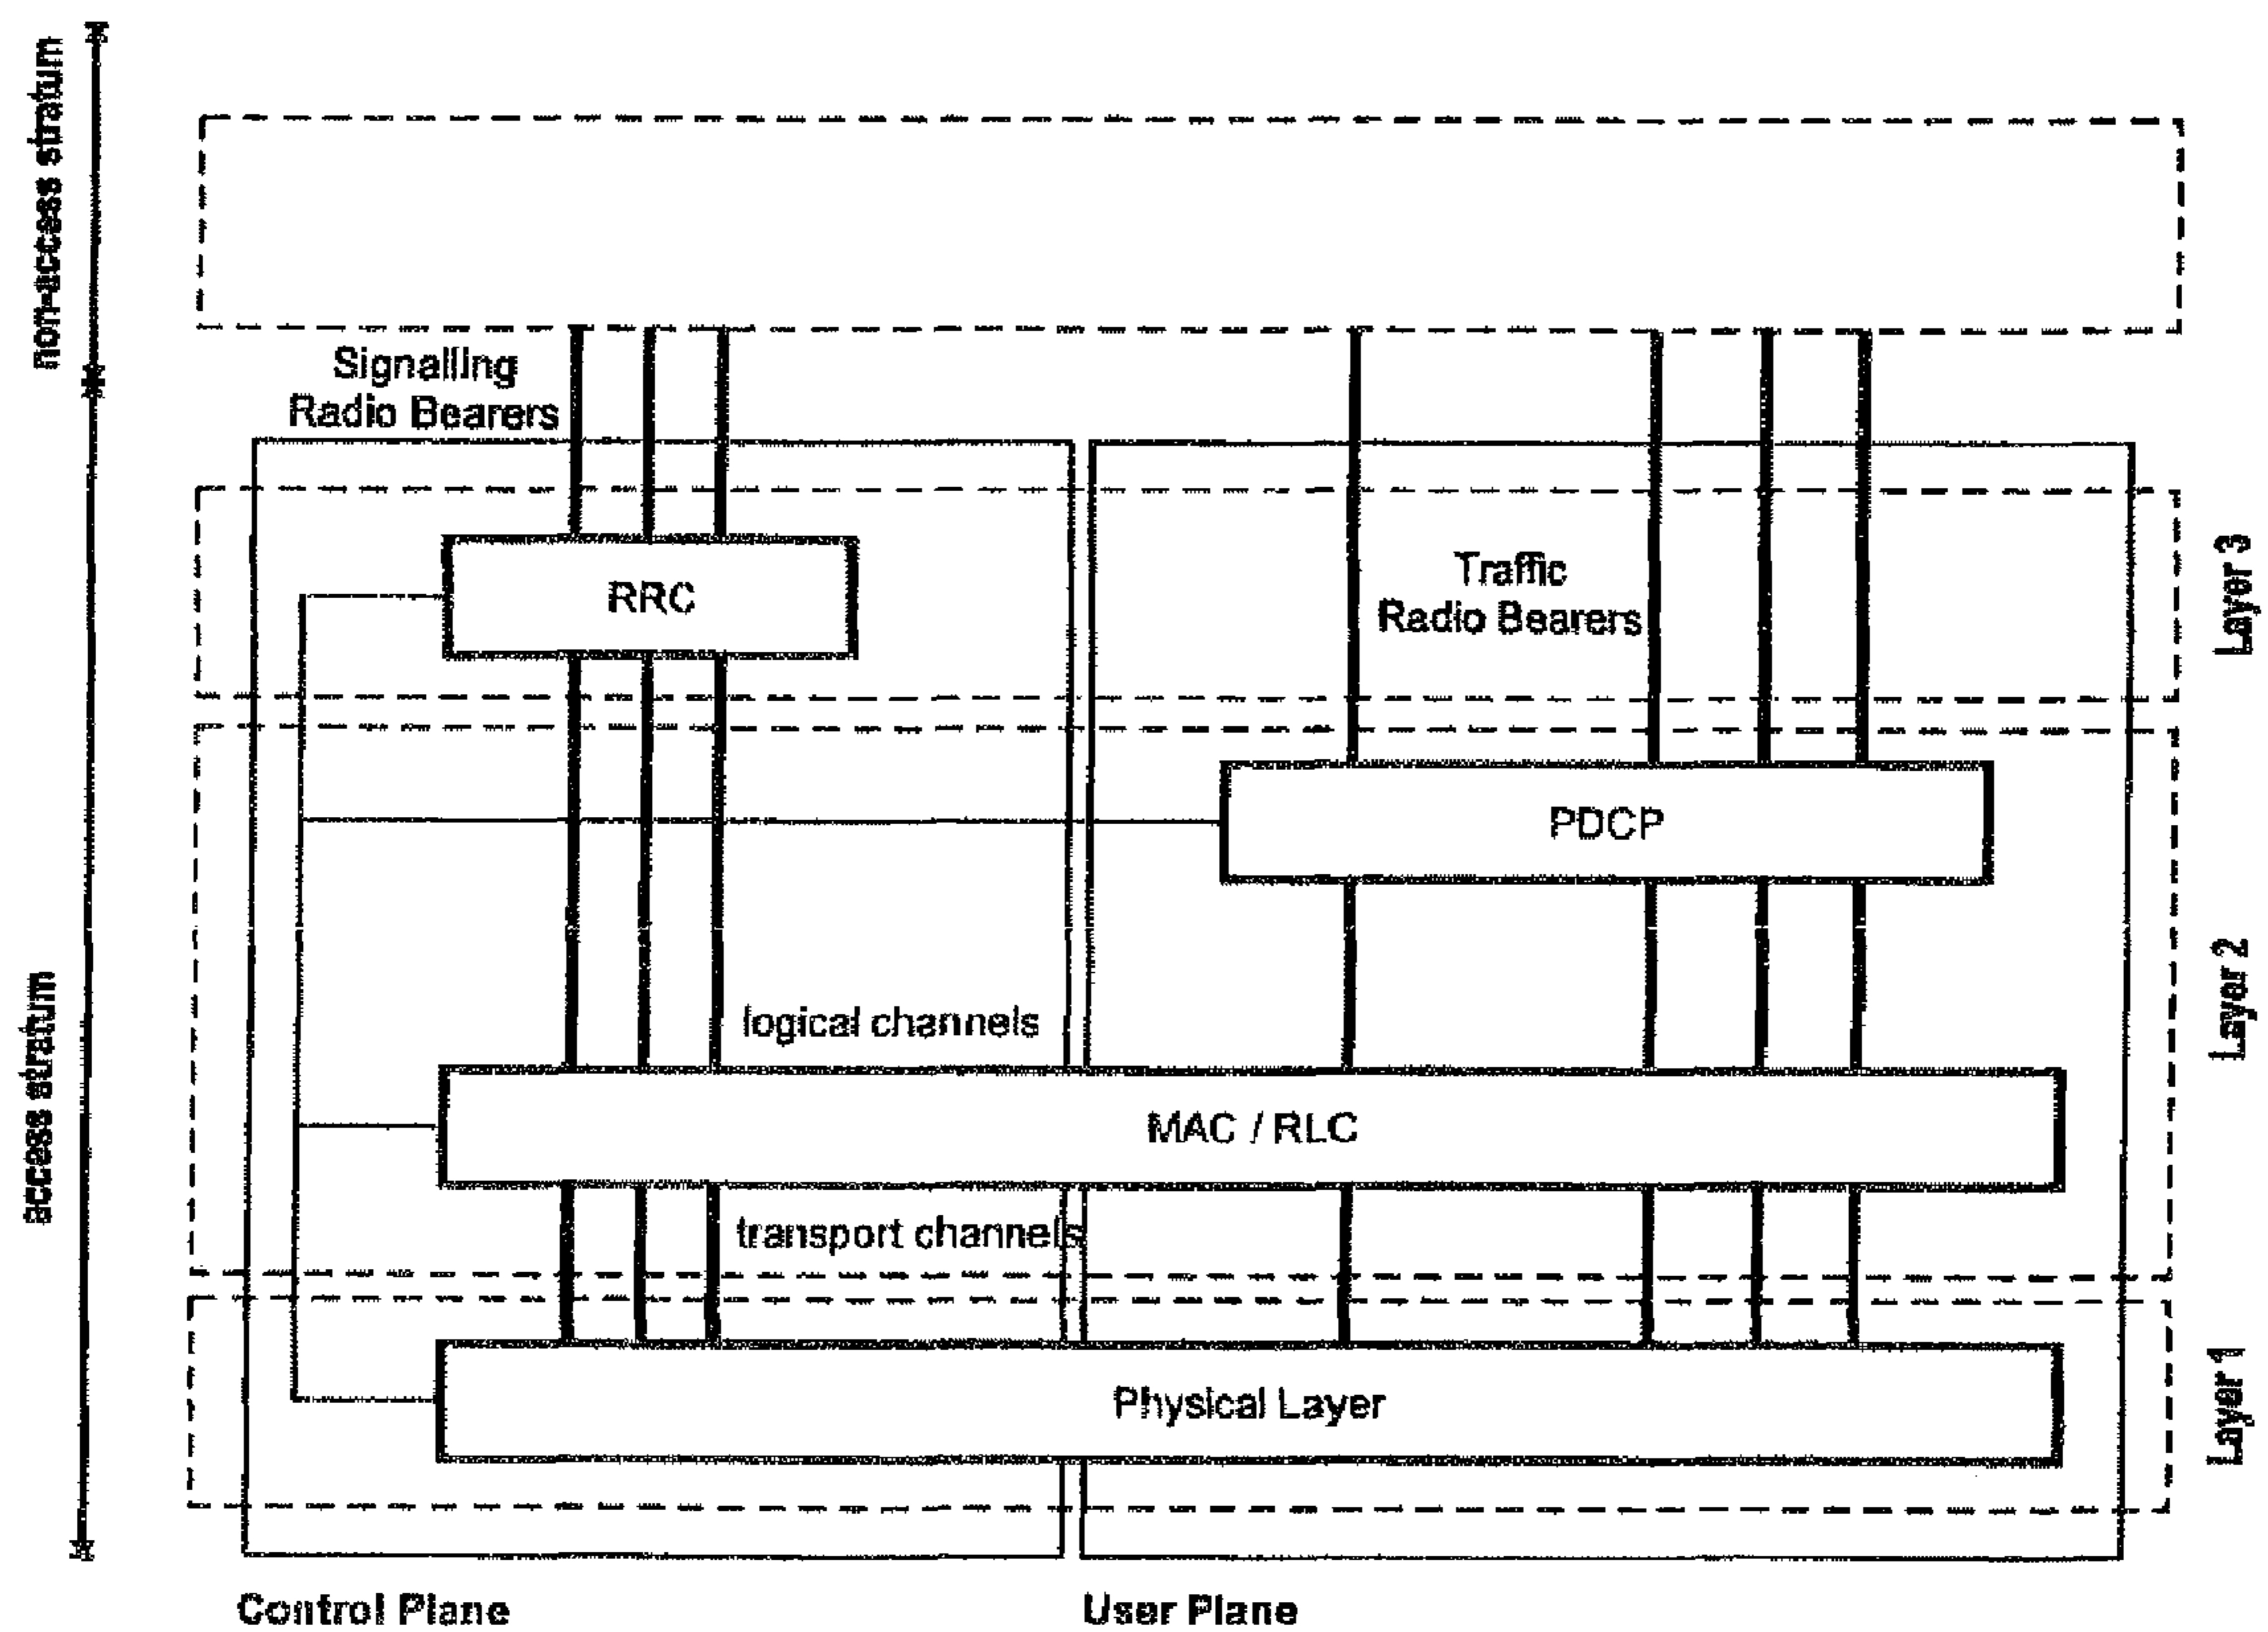 non-access stratum
Signalling
Radio Bearers
RRC
Traffic
Radio Bearers
Layer 3
PDCP
logical channels
Layer 2
access stratum
MAC / RLC
transport channels
Physical Layer
Layer 1
Control Plane
User Plane